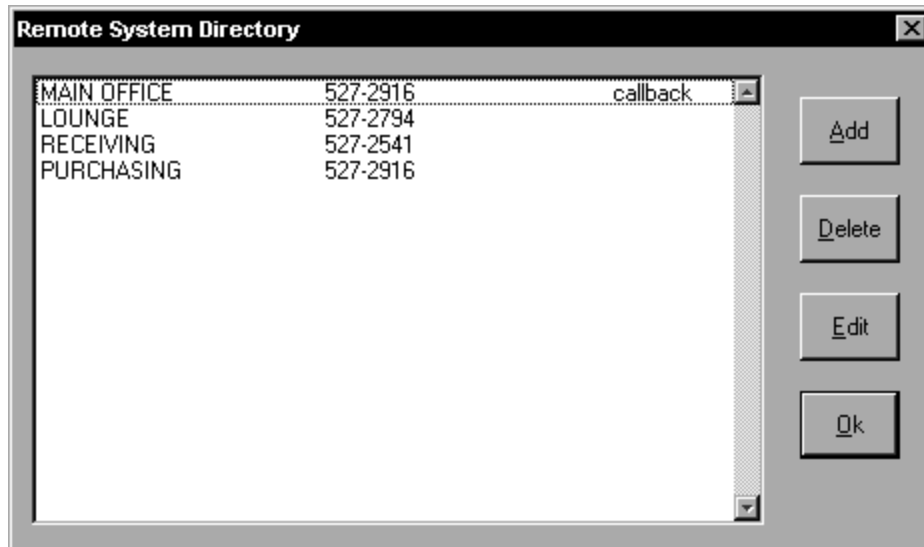 Remote System Directory
MAIN OFFICE 527-2916 callback
LOUNGE 527-2794
RECEIVING 527-2541
PURCHASING 527-2916
Add
Delete
Edit
Ok